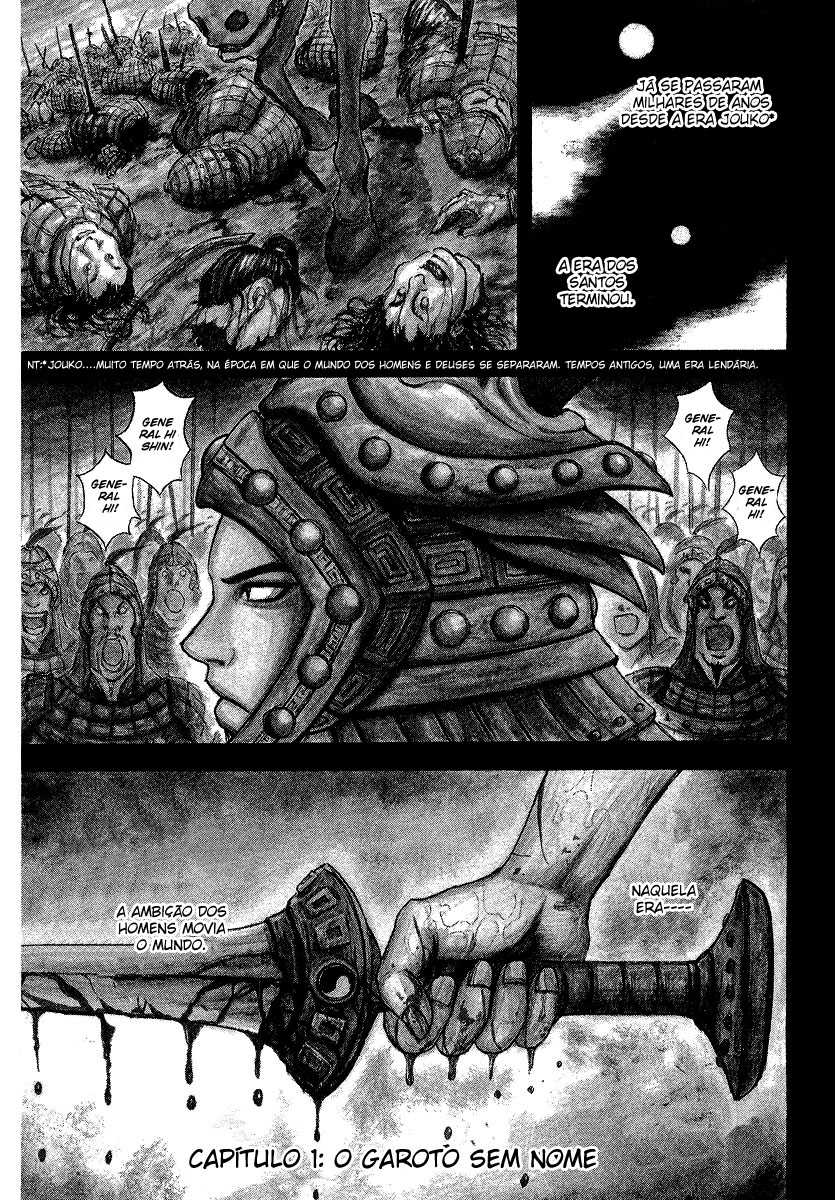 JÁ SE PASSARAM
MILHARES DE ANOS
DESDE A ERA JOUKO*
A ERA DOS
SANTOS
TERMINOU.
NT:*JOUKO....MUITO TEMPO ATRÁS, NA ÉPOCA EM QUE O MUNDO DOS HOMENS E DEUSES SE SEPARARAM. TEMPOS ANTIGOS, UMA ERA LENDÁRIA.
GENE-
RAL
HI!
GENE-
RAL
HI!
GENE
RAL HI
SHIN!
GENE-
RAL
HI!
NAQUELA
ERA----
A AMBIÇÃO DOS
HOMENS MOVIA
O MUNDO.
CAPÍTULO 1: O GAROTO SEM NOME